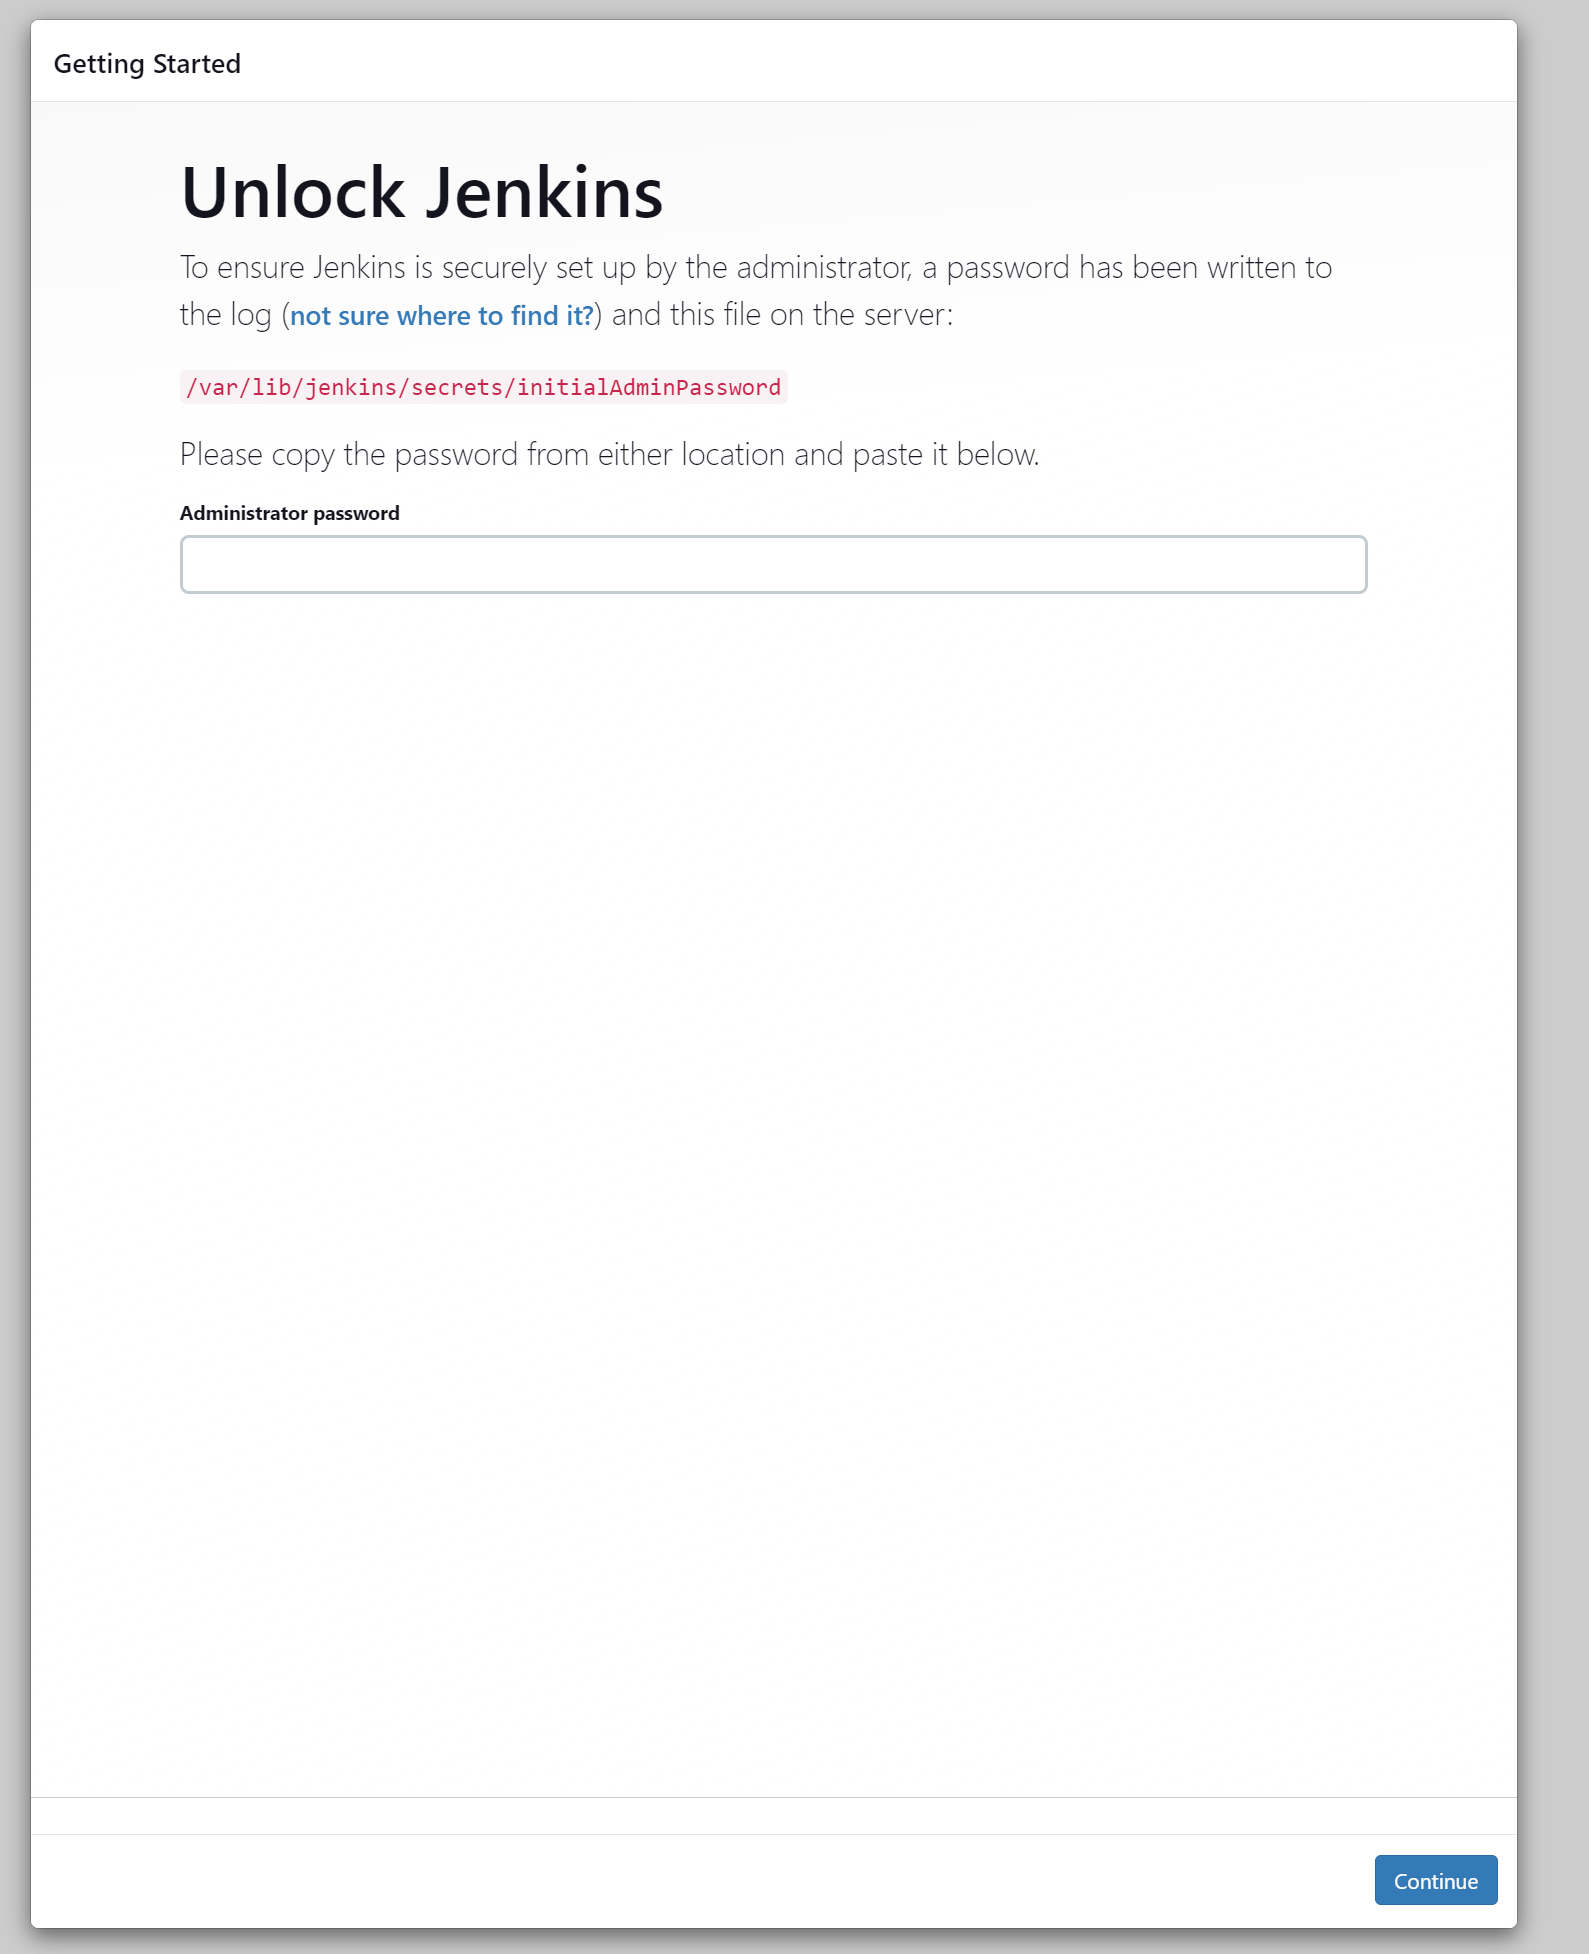 Getting Started
Unlock Jenkins
To ensure Jenkins is securely set up by the administrator, a password has been written to
the log (not sure where to find it?) and this file on the server:
/var/lib/jenkins/secrets/initialAdminPassword
Please copy the password from either location and paste it below.
Administrator password
Continue